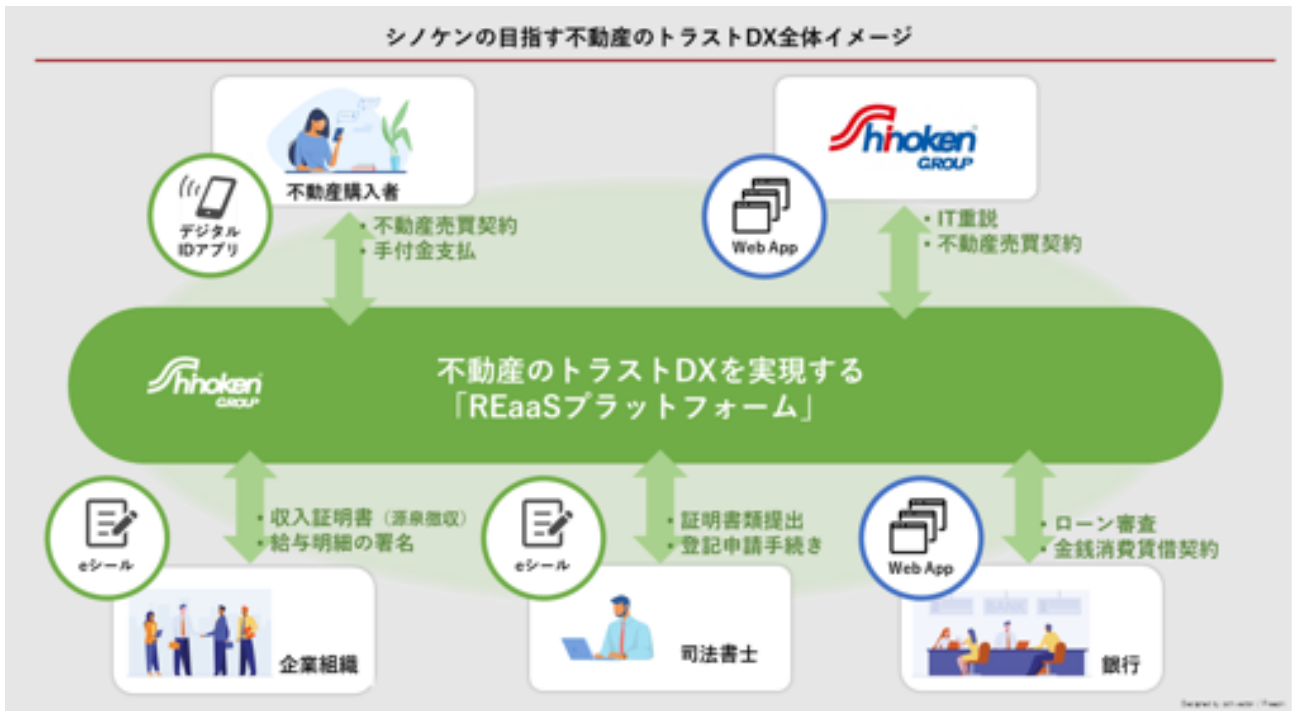 シノケンの目指す不動産のトラストDX全体イメージ
不動産購入者
デジタル
IDアプリ
・不動産売買契約
・手付金支払
Shinoken
GROUP
Web App
・IT重説
・不動産売買契約
Shinoken
GROUP
不動産のトラストDXを実現する
「REaaSプラットフォーム」
eシール
・収入証明書（源泉徴収）
・給与明細の署名
企業組織
eシール
・証明書類提出
・登記申請手続き
司法書士
Web App
・ローン審査
・金銭消費賃借契約
BANK
銀行